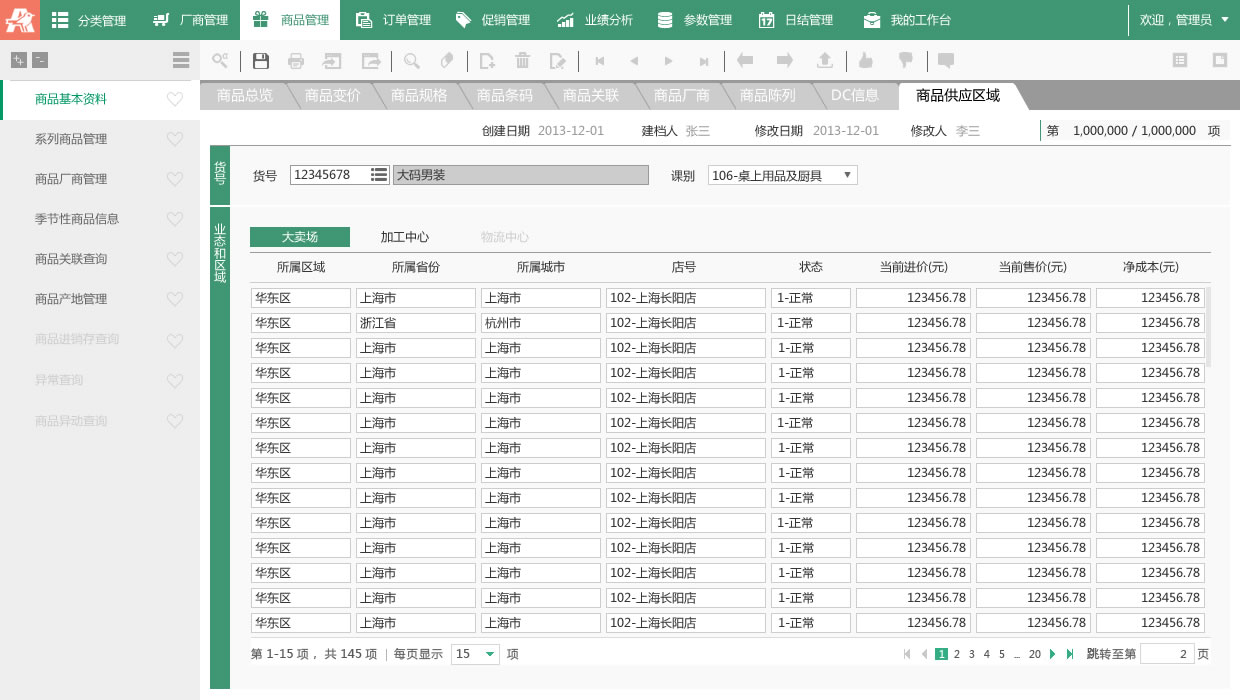 分类管理 厂商管理 商品管理 订单管理 促销管理 业绩分析 参数管理 日结管理 我的工作台 欢迎，管理员
商品基本资料
系列商品管理
商品厂商管理
季节性商品信息
商品关联查询
商品产地管理
商品进销存查询
异常查询
商品异动查询
商品总览 商品变价 商品规格 商品条码 商品关联 商品厂商 商品陈列 DC信息 商品供应区域
创建日期 2013-12-01 建档人 张三 修改日期 2013-12-01 修改人 李三 第 1,000,000 / 1,000,000 项
货号
货号 12345678 大码男装 课别 106-桌上用品及厨具
业态和区域
大卖场 加工中心 物流中心
所属区域 所属省份 所属城市 店号 状态 当前进价(元) 当前售价(元) 净成本(元)
华东区 上海市 上海市 102-上海长阳店 1-正常 123456.78 123456.78 123456.78
华东区 浙江省 杭州市 102-上海长阳店 1-正常 123456.78 123456.78 123456.78
华东区 上海市 上海市 102-上海长阳店 1-正常 123456.78 123456.78 123456.78
华东区 上海市 上海市 102-上海长阳店 1-正常 123456.78 123456.78 123456.78
华东区 上海市 上海市 102-上海长阳店 1-正常 123456.78 123456.78 123456.78
华东区 上海市 上海市 102-上海长阳店 1-正常 123456.78 123456.78 123456.78
华东区 上海市 上海市 102-上海长阳店 1-正常 123456.78 123456.78 123456.78
华东区 上海市 上海市 102-上海长阳店 1-正常 123456.78 123456.78 123456.78
华东区 上海市 上海市 102-上海长阳店 1-正常 123456.78 123456.78 123456.78
华东区 上海市 上海市 102-上海长阳店 1-正常 123456.78 123456.78 123456.78
华东区 上海市 上海市 102-上海长阳店 1-正常 123456.78 123456.78 123456.78
华东区 上海市 上海市 102-上海长阳店 1-正常 123456.78 123456.78 123456.78
华东区 上海市 上海市 102-上海长阳店 1-正常 123456.78 123456.78 123456.78
华东区 上海市 上海市 102-上海长阳店 1-正常 123456.78 123456.78 123456.78
第 1-15 项， 共 145 项 | 每页显示 15 项 1 2 3 4 5 ... 20 跳转至第 2 页